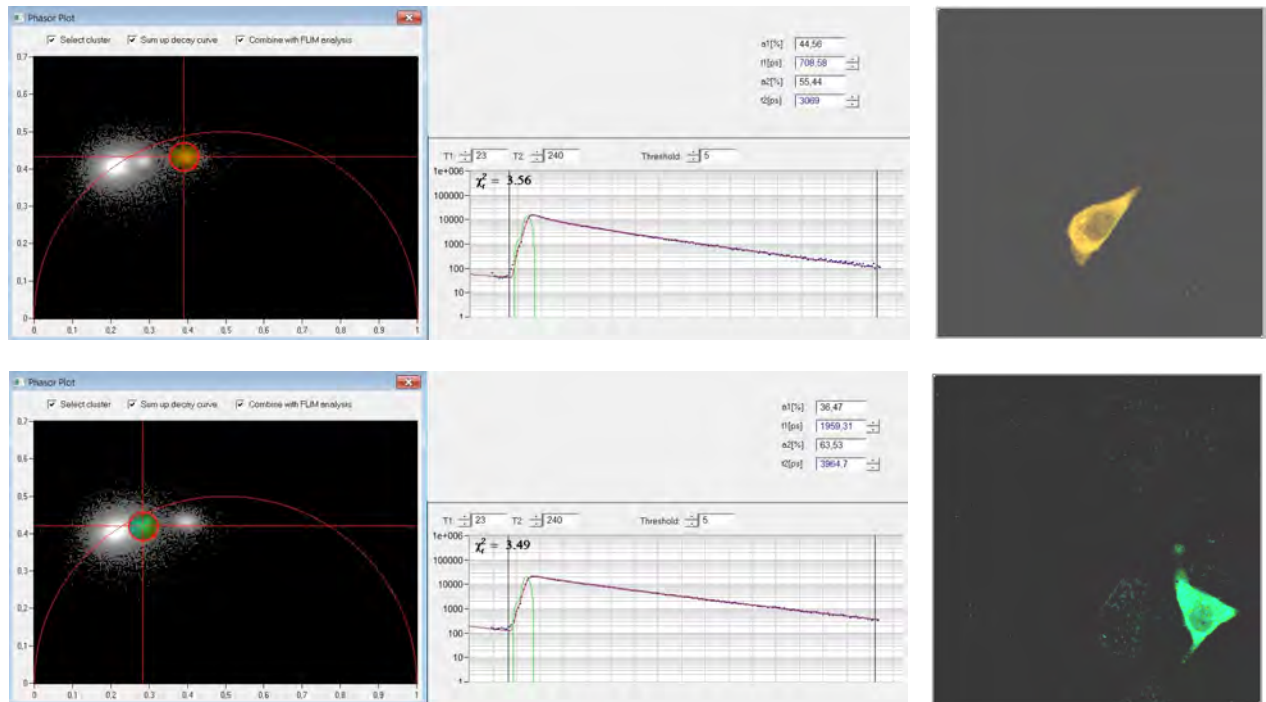 Phasor Plot
Select cluster Sum up decay curve Combine with FLIM analysis
0.7
0.6
0.5
0.4
0.3
0.2
0.1
0
0 0.1 0.2 0.3 0.4 0.5 0.6 0.7 0.8 0.9 1
a1[%] 44,56
t1[ps] 708,58
a2[%] 55,44
t2[ps] 3069
T1 23 T2 240 Threshold 5
χr² = 3.56
1e+006
100000
10000
1000
100
10
1
Phasor Plot
Select cluster Sum up decay curve Combine with FLIM analysis
0.7
0.6
0.5
0.4
0.3
0.2
0.1
0
0 0.1 0.2 0.3 0.4 0.5 0.6 0.7 0.8 0.9 1
a1[%] 36,47
t1[ps] 1959,31
a2[%] 63,53
t2[ps] 3964,7
T1 23 T2 240 Threshold 5
χr² = 3.49
1e+006
100000
10000
1000
100
10
1